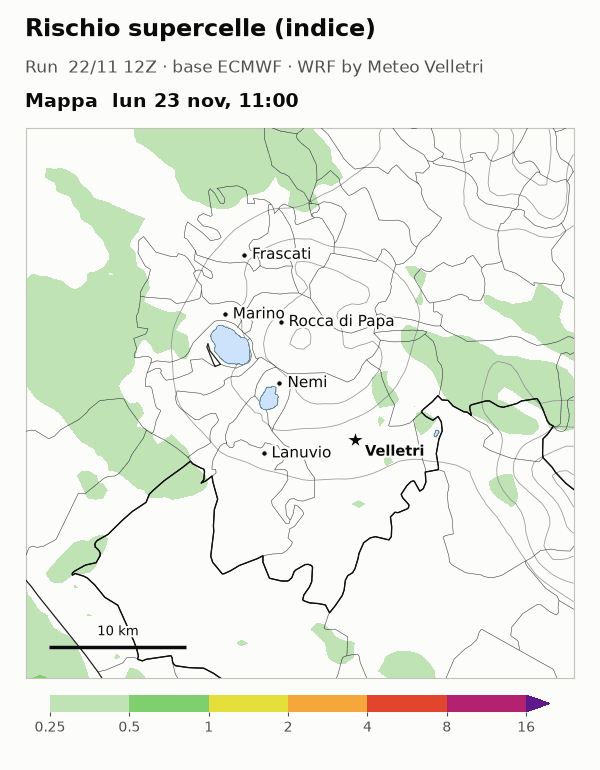 Rischio supercelle (indice)
Run  22/11 12Z · base ECMWF · WRF by Meteo Velletri
Mappa  lun 23 nov, 11:00
Frascati
Marino
Rocca di Papa
Nemi
Velletri
Lanuvio
10 km
0.25 0.5 1 2 4 8 16